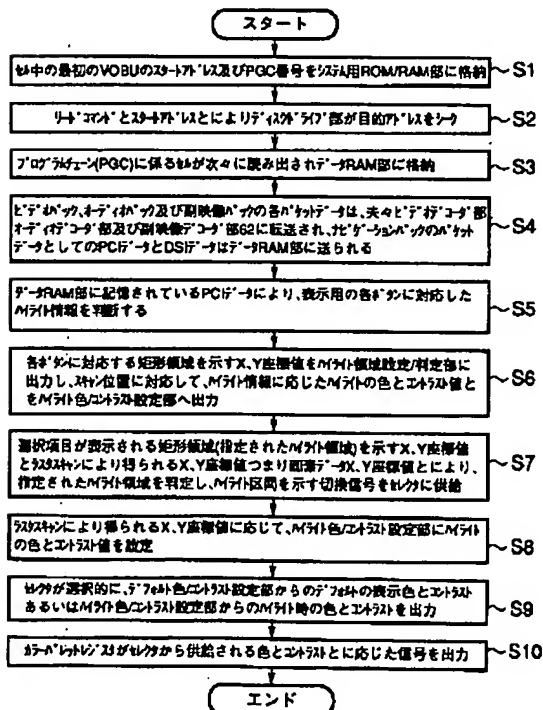 スタート
セル中の最初のVOBUのスタートアドレス及びPGC番号をシステム用ROM/RAM部に格納
S1
リードコマンドとスタートアドレスとによりディスクドライブ部が目的アドレスをシーク
S2
プログラムチェーン(PGC)に係るセルが次々に読み出されデータRAM部に格納
S3
ビデオパック、オーディオパック及び副映像パックの各パケットデータは、夫々ビデオデコーダ部
オーディオデコーダ部及び副映像デコーダ部62に転送され、ナビゲーションパックのパケット
データとしてのPCIデータとDSIデータはデータRAM部に送られる
S4
データRAM部に記憶されているPCIデータにより、表示用の各ボタンに対応した
ハイライト情報を判断する
S5
各ボタンに対応する矩形領域を示すX、Y座標値をハイライト領域設定/判定部に
出力し、スキャン位置に対応して、ハイライト情報に応じたハイライトの色とコントラスト値と
をハイライト色/コントラスト設定部へ出力
S6
選択項目が表示される矩形領域(指定されたハイライト領域)を示すX、Y座標値
とラスタスキャンにより得られるX、Y座標値つまり画素データX、Y座標値とにより、
指定されたハイライト領域を判定し、ハイライト区間を示す切換信号をセレクタに供給
S7
ラスタスキャンにより得られるX、Y座標値に応じて、ハイライト色/コントラスト設定部にハイライト
の色とコントラスト値を設定
S8
セレクタが選択的に、デフォルト色/コントラスト設定部からのデフォルトの表示色とコントラスト
あるいはハイライト色/コントラスト設定部からのハイライト時の色とコントラストを出力
S9
カラーパレットレジスタがセレクタから供給される色とコントラストとに応じた信号を出力
S10
エンド